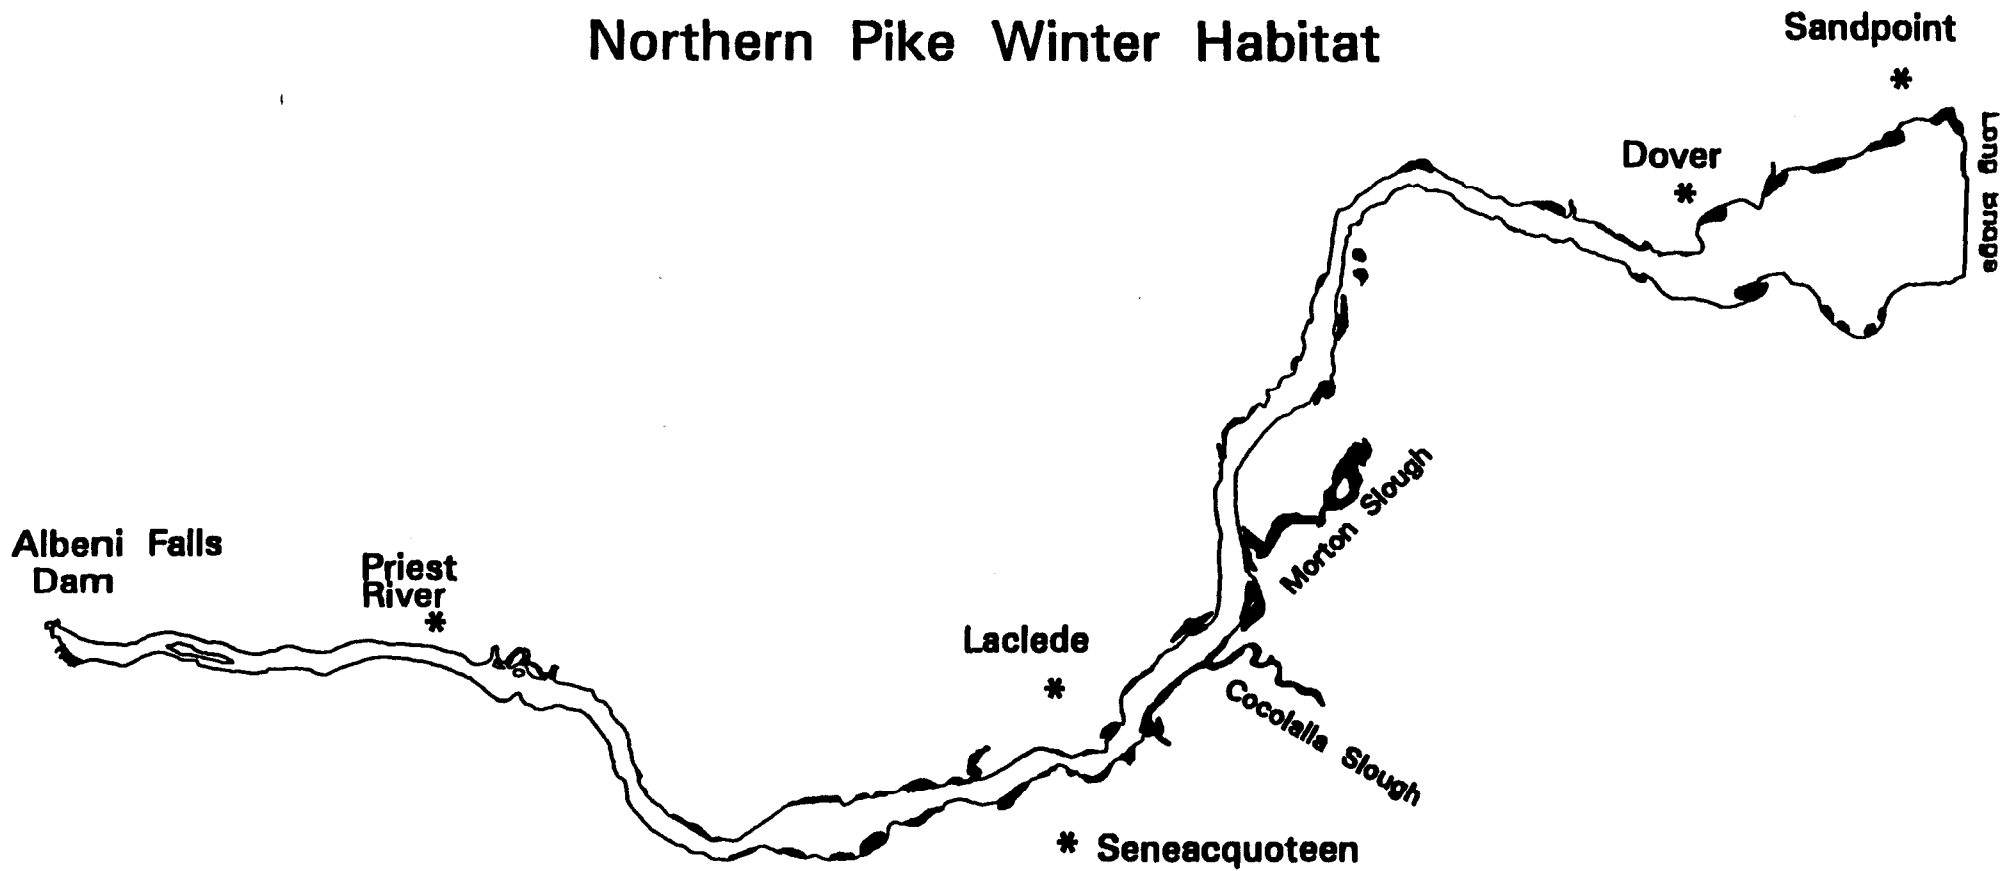 Northern Pike Winter Habitat
Sandpoint
*
Long Bridge
Dover
*
Morton Slough
Albeni Falls
Dam
Priest
River
*
Laclede
*
Cocolalla Slough
* Seneacquoteen